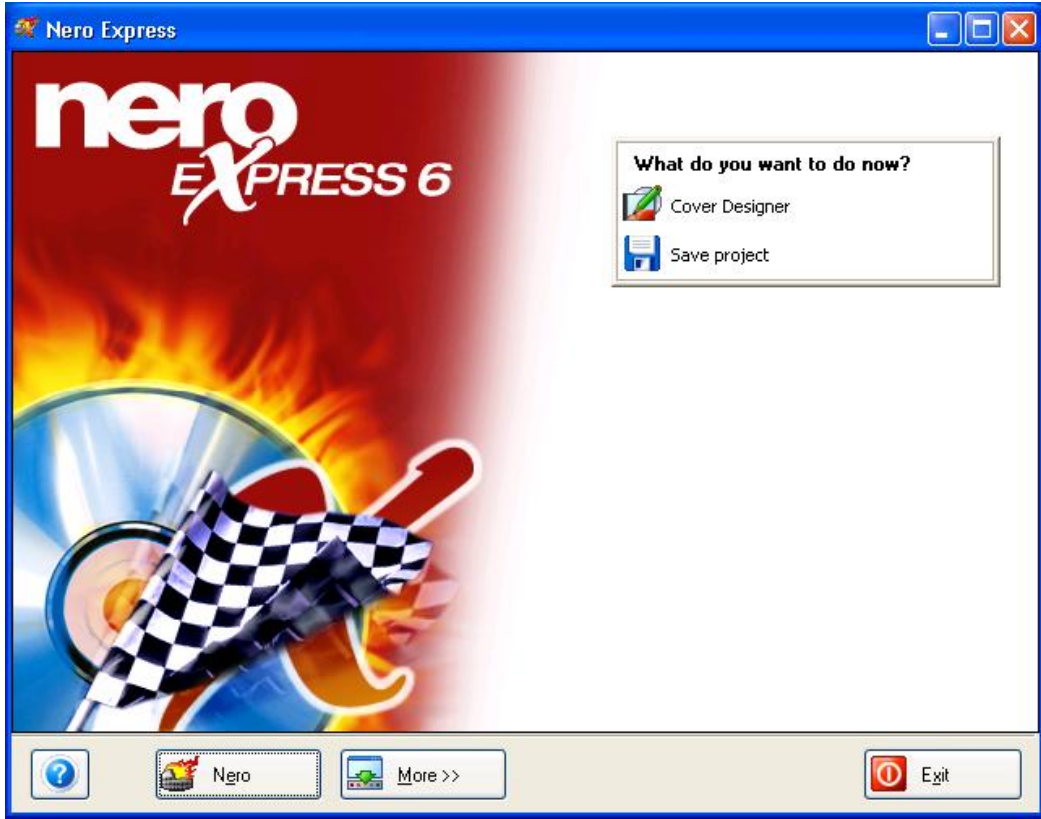 Nero Express
nero
EXPRESS 6
What do you want to do now?
Cover Designer
Save project
?
Nero
More >>
Exit